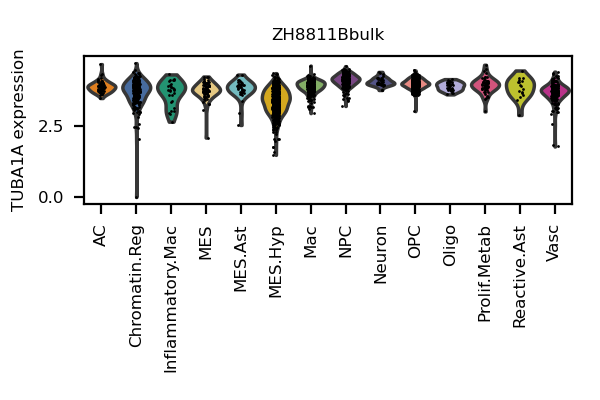 ZH8811Bbulk
TUBA1A expression
2.5
0.0
AC
Chromatin.Reg
Inflammatory.Mac
MES
MES.Ast
MES.Hyp
Mac
NPC
Neuron
OPC
Oligo
Prolif.Metab
Reactive.Ast
Vasc